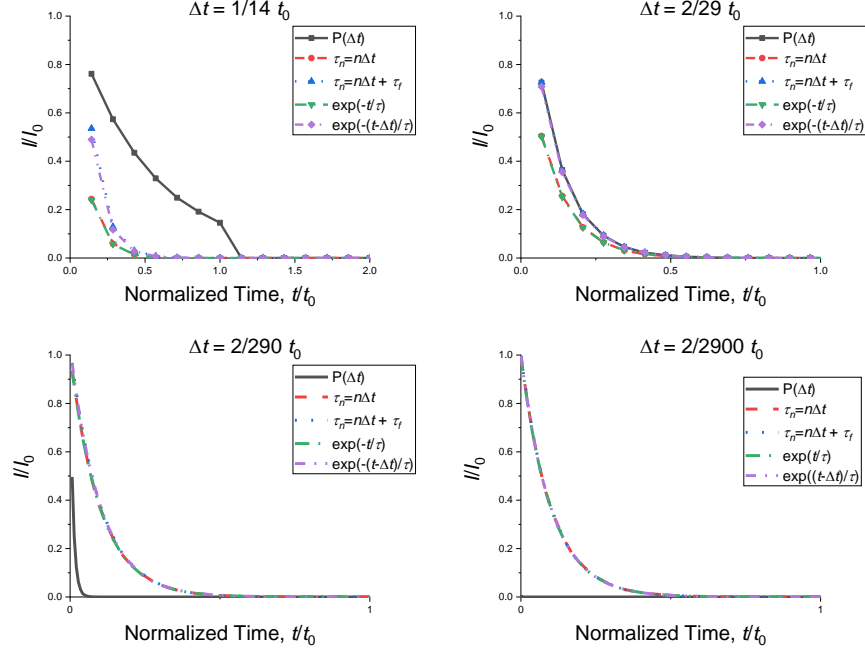 Δt = 1/14 t₀
I/I₀
1.0
0.8
0.6
0.4
0.2
0.0
P(Δt)
τₙ=nΔt
τₙ=nΔt + τf
exp(-t/τ)
exp(-(t-Δt)/τ)
0.0 0.5 1.0 1.5 2.0
Normalized Time, t/t₀
Δt = 2/29 t₀
I/I₀
1.0
0.8
0.6
0.4
0.2
0.0
P(Δt)
τₙ=nΔt
τₙ=nΔt + τf
exp(-t/τ)
exp(-(t-Δt)/τ)
0.0 0.5 1.0
Normalized Time, t/t₀
Δt = 2/290 t₀
I/I₀
1.0
0.8
0.6
0.4
0.2
0.0
P(Δt)
τₙ=nΔt
τₙ=nΔt + τf
exp(-t/τ)
exp(-(t-Δt)/τ)
0 1
Normalized Time, t/t₀
Δt = 2/2900 t₀
I/I₀
1.0
0.8
0.6
0.4
0.2
0.0
P(Δt)
τₙ=nΔt
τₙ=nΔt + τf
exp(t/τ)
exp((t-Δt)/τ)
0 1
Normalized Time, t/t₀